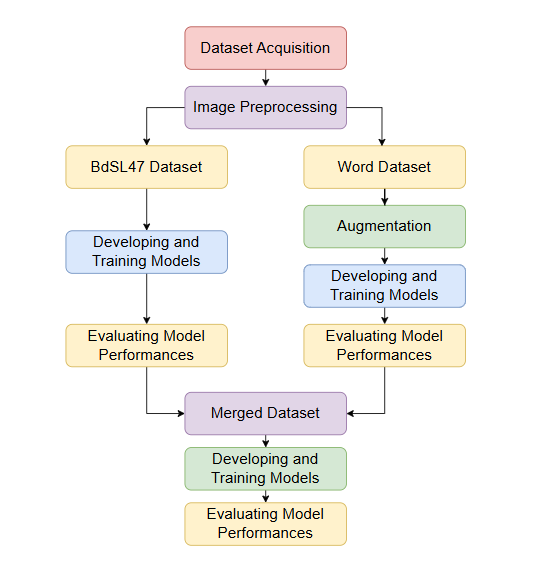 Dataset Acquisition
Image Preprocessing
BdSL47 Dataset
Word Dataset
Augmentation
Developing and
Training Models
Developing and
Training Models
Evaluating Model
Performances
Evaluating Model
Performances
Merged Dataset
Developing and
Training Models
Evaluating Model
Performances